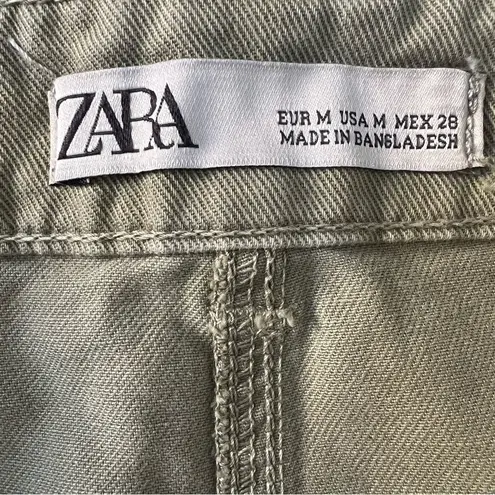 ZARA
EUR M USA M MEX 28
MADE IN BANGLADESH